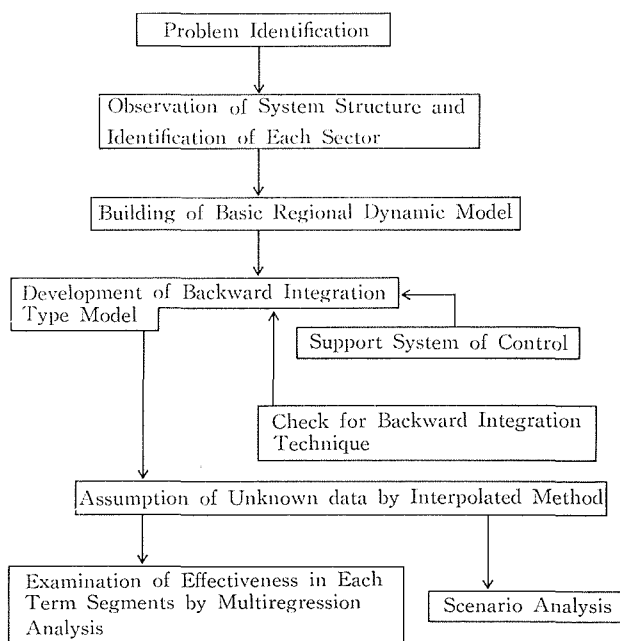 Problem Identification
Observation of System Structure and
Identification of Each Sector
Building of Basic Regional Dynamic Model
Development of Backward Integration
Type Model
Support System of Control
Check for Backward Integration
Technique
Assumption of Unknown data by Interpolated Method
Examination of Effectiveness in Each
Term Segments by Multiregression
Analysis
Scenario Analysis